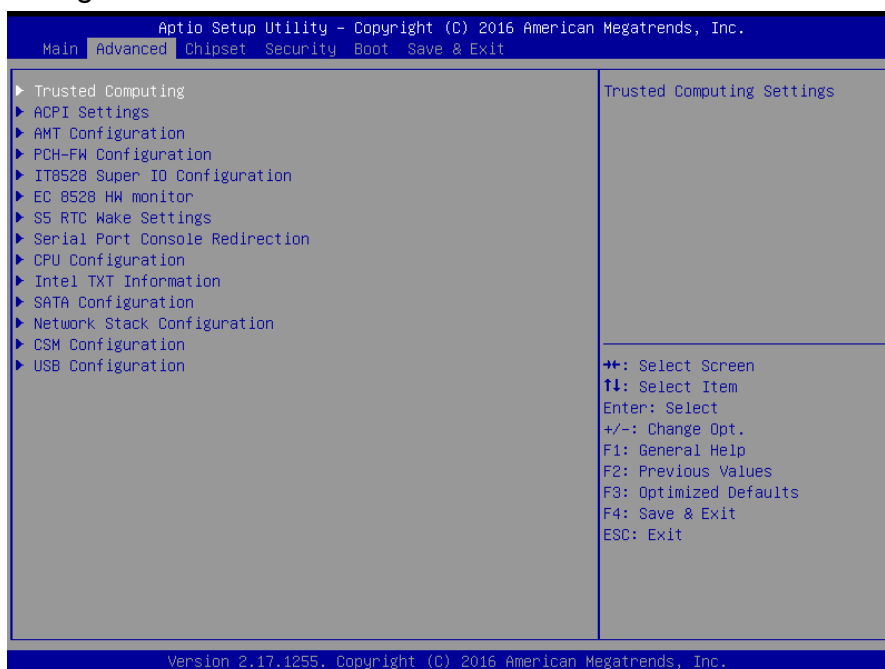 Aptio Setup Utility – Copyright (C) 2016 American Megatrends, Inc.
Main Advanced Chipset Security Boot Save & Exit
▶ Trusted Computing
▶ ACPI Settings
▶ AMT Configuration
▶ PCH-FW Configuration
▶ IT8528 Super IO Configuration
▶ EC 8528 HW monitor
▶ S5 RTC Wake Settings
▶ Serial Port Console Redirection
▶ CPU Configuration
▶ Intel TXT Information
▶ SATA Configuration
▶ Network Stack Configuration
▶ CSM Configuration
▶ USB Configuration
Trusted Computing Settings
→←: Select Screen
↑↓: Select Item
Enter: Select
+/-: Change Opt.
F1: General Help
F2: Previous Values
F3: Optimized Defaults
F4: Save & Exit
ESC: Exit
Version 2.17.1255. Copyright (C) 2016 American Megatrends, Inc.